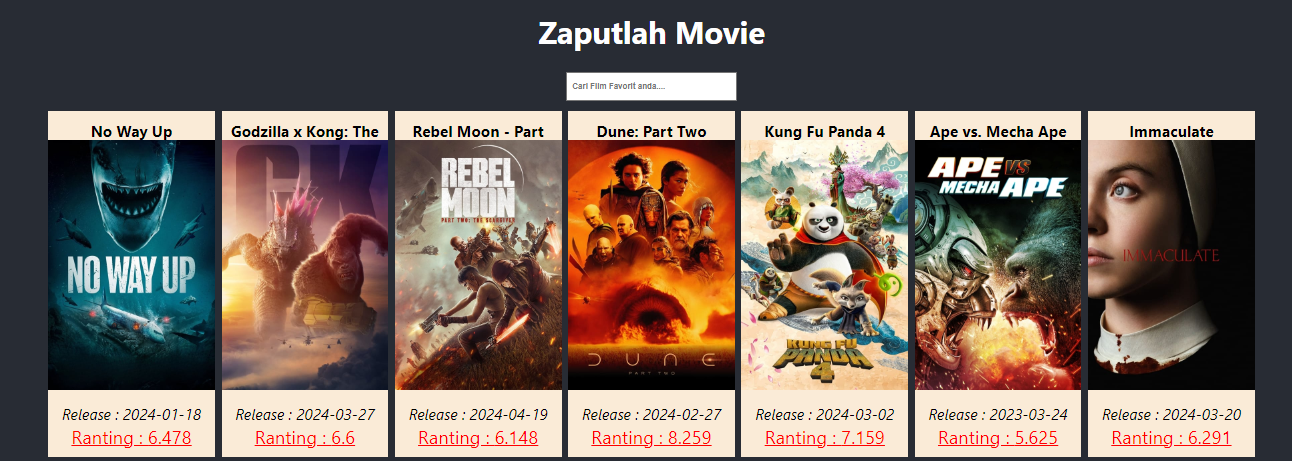 Zaputlah Movie
Cari Film Favorit anda....
No Way Up
Godzilla x Kong: The
Rebel Moon - Part
Dune: Part Two
Kung Fu Panda 4
Ape vs. Mecha Ape
Immaculate
NO WAY UP
GK
REBEL
MOON
PART TWO: THE SCARGIVER
DUNE
PART TWO
KUNG FU
PANDA
4
APE VS
MECHA APE
IMMACULATE
Release : 2024-01-18
Ranting : 6.478
Release : 2024-03-27
Ranting : 6.6
Release : 2024-04-19
Ranting : 6.148
Release : 2024-02-27
Ranting : 8.259
Release : 2024-03-02
Ranting : 7.159
Release : 2023-03-24
Ranting : 5.625
Release : 2024-03-20
Ranting : 6.291